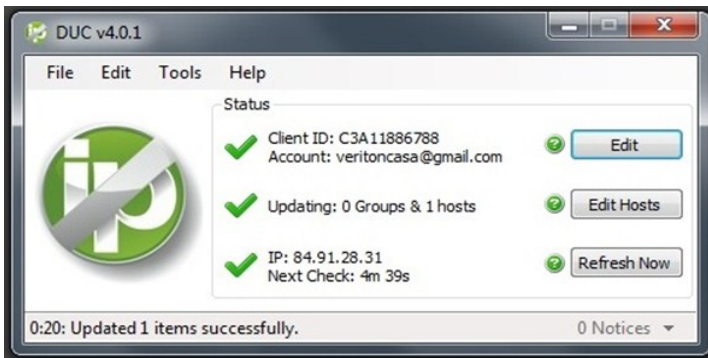 DUC v4.0.1
File Edit Tools Help
Status
Client ID: C3A11886788
Account: veritoncasa@gmail.com
Edit
Updating: 0 Groups & 1 hosts
Edit Hosts
IP: 84.91.28.31
Next Check: 4m 39s
Refresh Now
ip
0:20: Updated 1 items successfully.
0 Notices